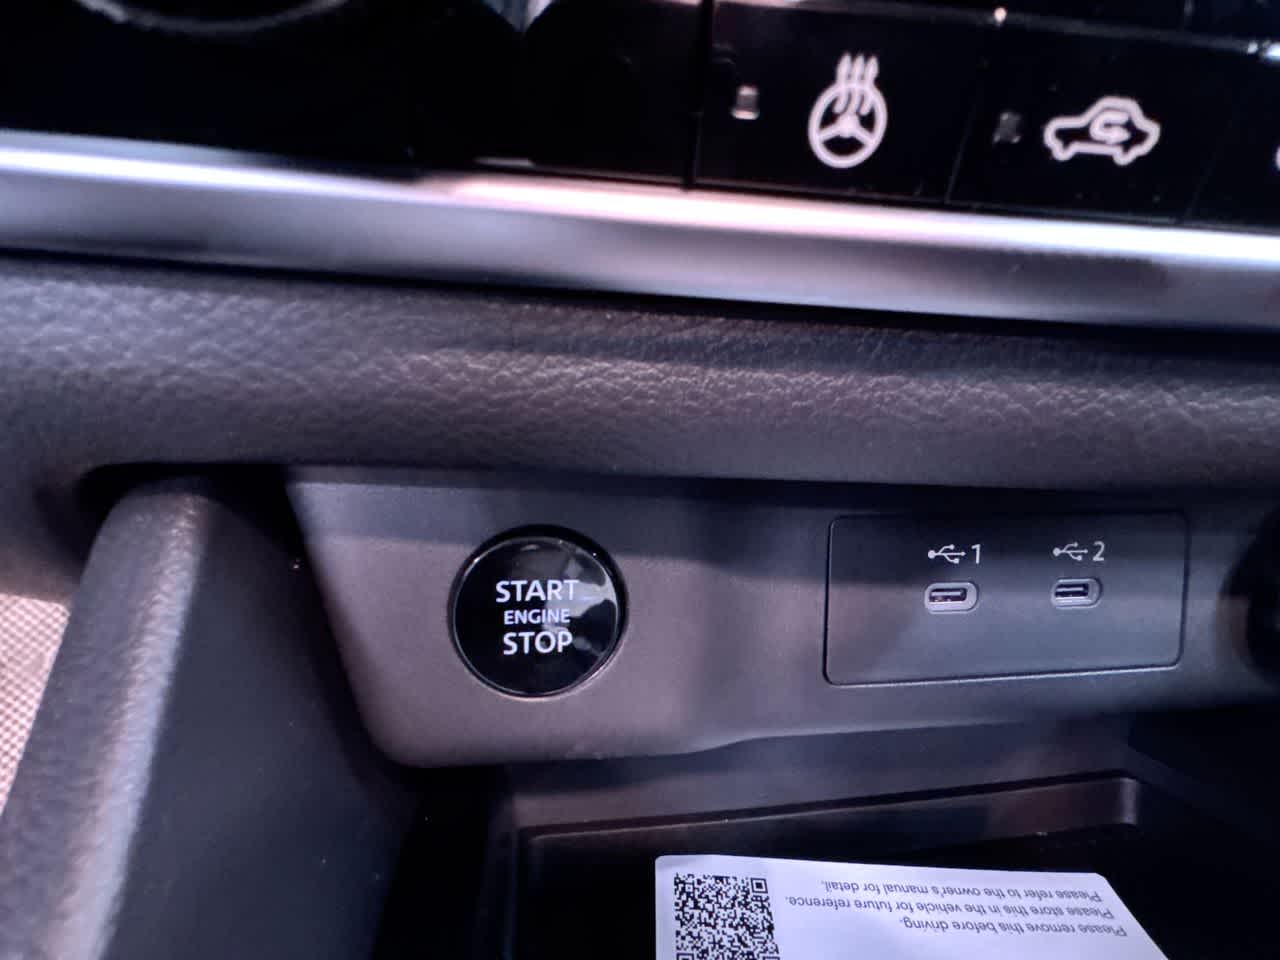 START
ENGINE
STOP
1
2
Please remove this before driving.
Please store this in the vehicle for future reference.
Please refer to the owner's manual for detail.